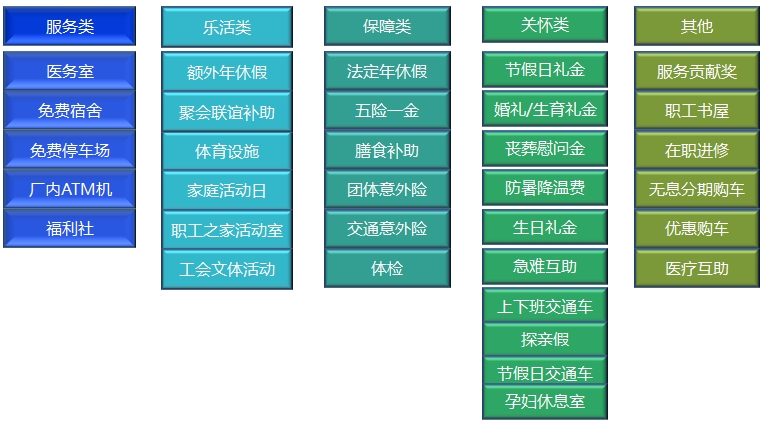 服务类
医务室
免费宿舍
免费停车场
厂内ATM机
福利社
乐活类
额外年休假
聚会联谊补助
体育设施
家庭活动日
职工之家活动室
工会文体活动
保障类
法定年休假
五险一金
膳食补助
团体意外险
交通意外险
体检
关怀类
节假日礼金
婚礼/生育礼金
丧葬慰问金
防暑降温费
生日礼金
急难互助
上下班交通车
探亲假
节假日交通车
孕妇休息室
其他
服务贡献奖
职工书屋
在职进修
无息分期购车
优惠购车
医疗互助